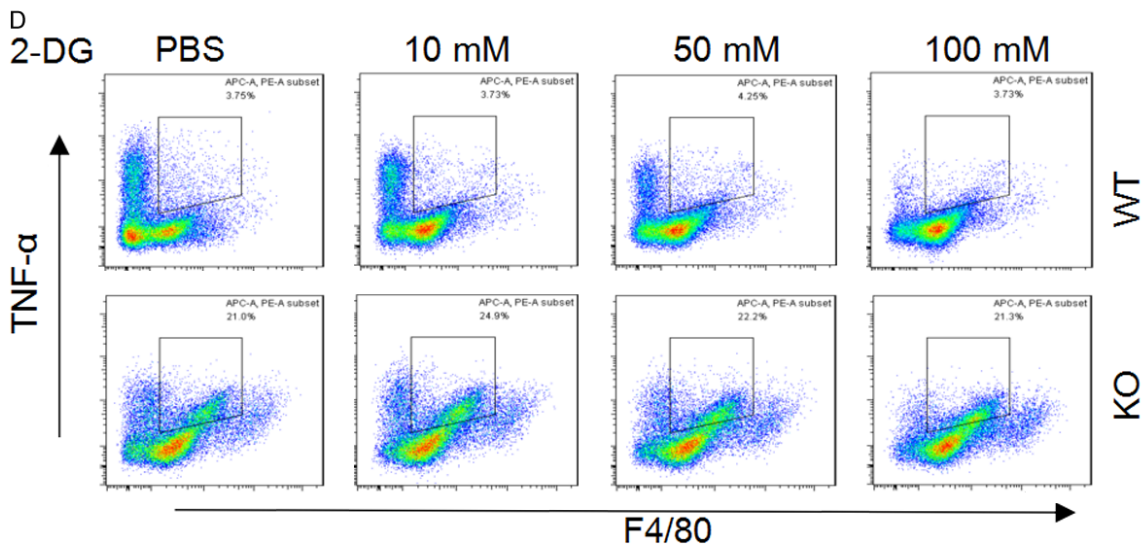 D
2-DG PBS 10 mM 50 mM 100 mM
APC-A, PE-A subset
3.75%
APC-A, PE-A subset
3.73%
APC-A, PE-A subset
4.25%
APC-A, PE-A subset
3.73%
WT
TNF-α
APC-A, PE-A subset
21.0%
APC-A, PE-A subset
24.9%
APC-A, PE-A subset
22.2%
APC-A, PE-A subset
21.3%
KO
F4/80